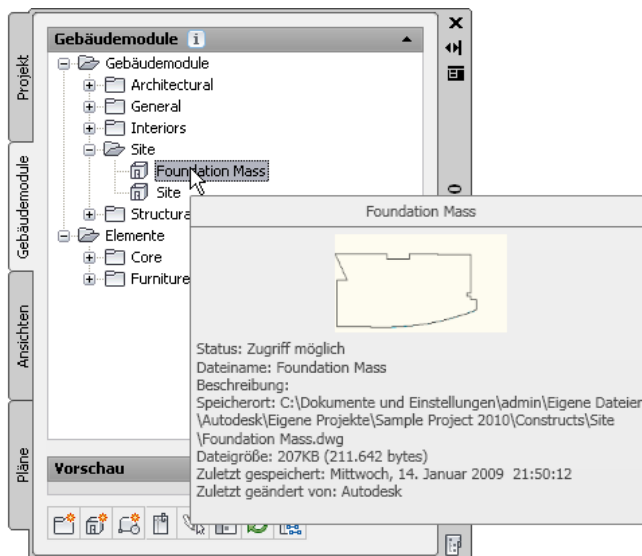 Projekt
Gebäudemodule
Ansichten
Pläne
Gebäudemodule
Gebäudemodule
Architectural
General
Interiors
Site
Foundation Mass
Site
Structura
Elemente
Core
Furniture
Foundation Mass
Status: Zugriff möglich
Dateiname: Foundation Mass
Beschreibung:
Speicherort: C:\Dokumente und Einstellungen\admin\Eigene Dateien
\Autodesk\Eigene Projekte\Sample Project 2010\Constructs\Site
\Foundation Mass.dwg
Dateigröße: 207KB (211.642 bytes)
Zuletzt gespeichert: Mittwoch, 14. Januar 2009 21:50:12
Zuletzt geändert von: Autodesk
Vorschau